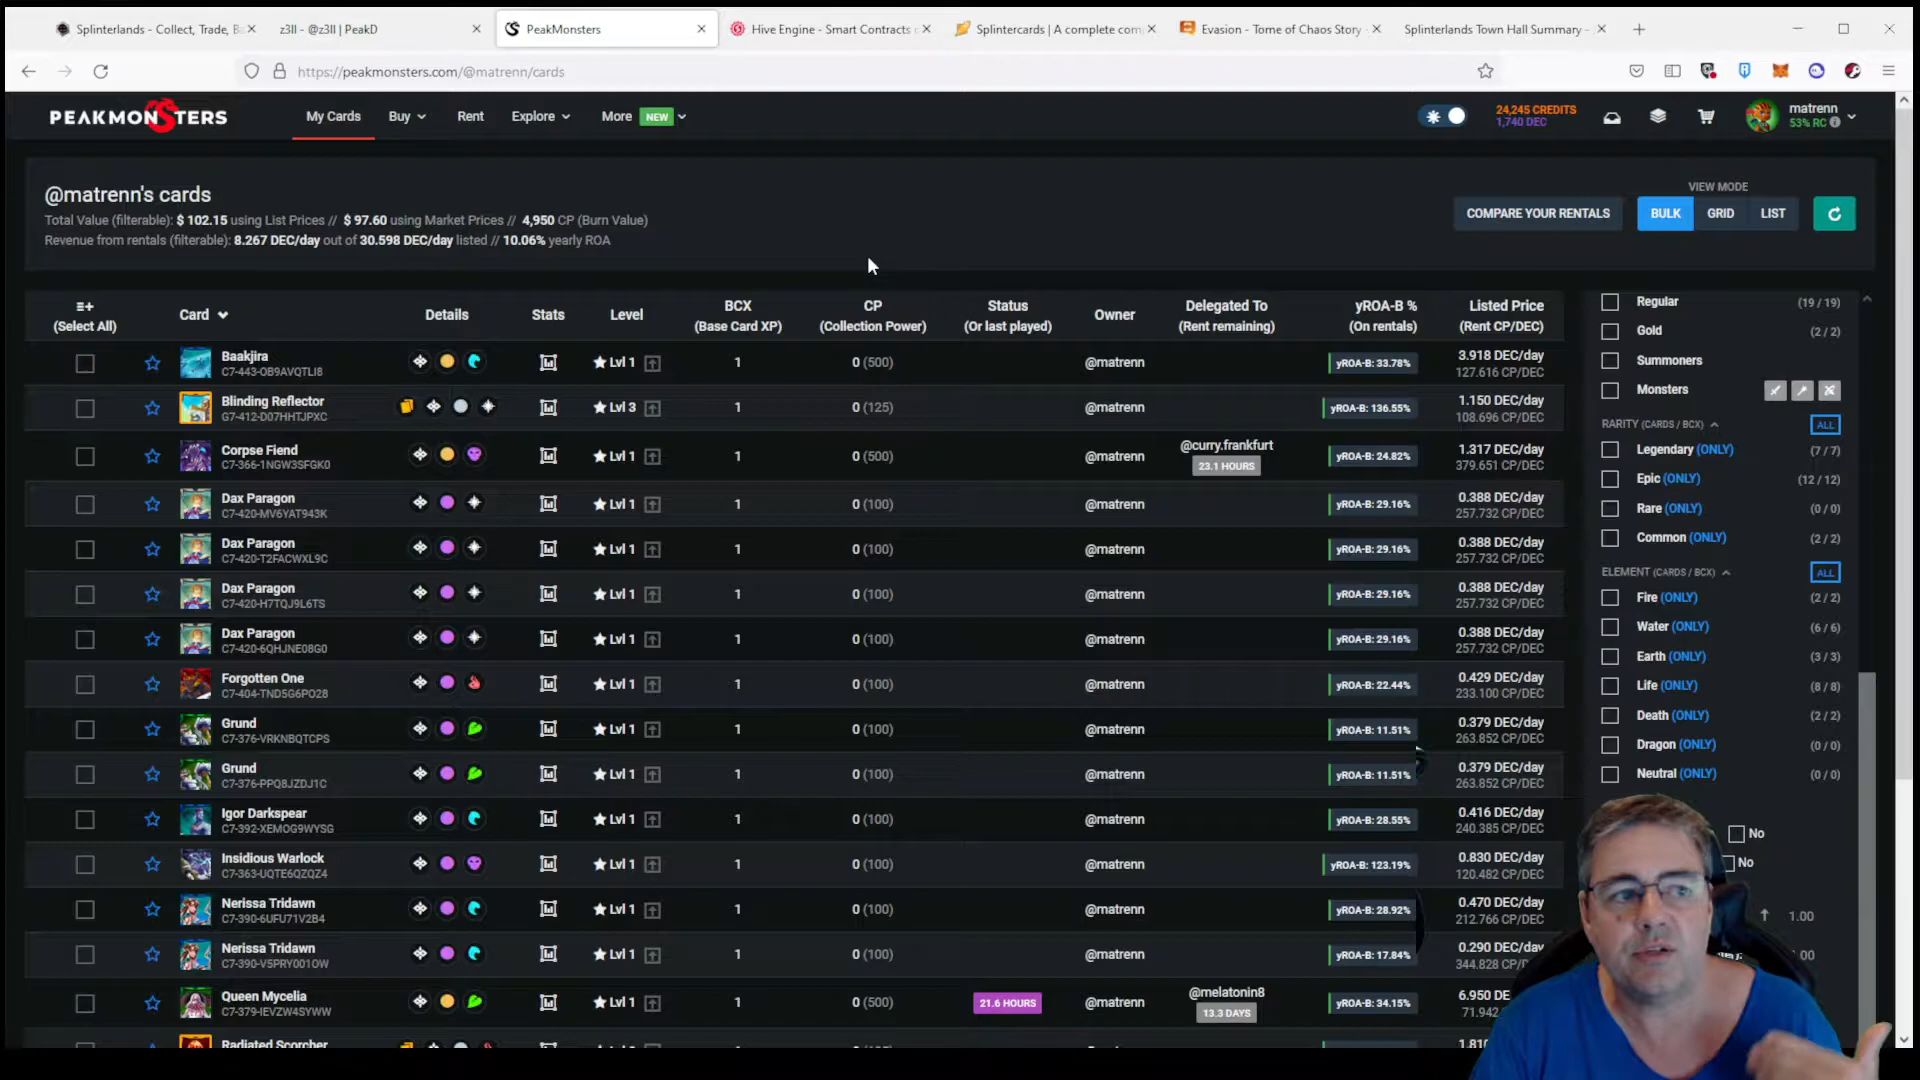 Splinterlands - Collect, Trade, B
z3ll - @z3ll | PeakD
PeakMonsters
Hive Engine - Smart Contracts
Splintercards | A complete com
Evasion - Tome of Chaos Story
Splinterlands Town Hall Summary -
https://peakmonsters.com/@matrenn/cards
PEAKMONSTERS
My Cards
Buy
Rent
Explore
More NEW
24,245 CREDITS
1,740 DEC
matrenn
53% RC
@matrenn's cards
Total Value (filterable): $ 102.15 using List Prices // $ 97.60 using Market Prices // 4,950 CP (Burn Value)
Revenue from rentals (filterable): 8.267 DEC/day out of 30.598 DEC/day listed // 10.06% yearly ROA
COMPARE YOUR RENTALS
VIEW MODE
BULK GRID LIST
(Select All)
Card
Details
Stats
Level
BCX
(Base Card XP)
CP
(Collection Power)
Status
(Or last played)
Owner
Delegated To
(Rent remaining)
yROA-B %
(On rentals)
Listed Price
(Rent CP/DEC)
Baakjira Lvl 1 1 0 (500) @matrenn yROA-B: 33.78% 3.918 DEC/day
C7-443-OB9AVQTLI8 127.616 CP/DEC
Blinding Reflector Lvl 3 1 0 (125) @matrenn yROA-B: 136.55% 1.150 DEC/day
G7-412-D07HHTJPXC 108.696 CP/DEC
Corpse Fiend Lvl 1 1 0 (500) @matrenn @curry.frankfurt yROA-B: 24.82% 1.317 DEC/day
C7-366-1NGW3SFGK0 23.1 HOURS 379.651 CP/DEC
Dax Paragon Lvl 1 1 0 (100) @matrenn yROA-B: 29.16% 0.388 DEC/day
C7-420-MV6YAT943K 257.732 CP/DEC
Dax Paragon Lvl 1 1 0 (100) @matrenn yROA-B: 29.16% 0.388 DEC/day
C7-420-T2FACWXL9C 257.732 CP/DEC
Dax Paragon Lvl 1 1 0 (100) @matrenn yROA-B: 29.16% 0.388 DEC/day
C7-420-H7TQJ9L6TS 257.732 CP/DEC
Dax Paragon Lvl 1 1 0 (100) @matrenn yROA-B: 29.16% 0.388 DEC/day
C7-420-6QHJNE08G0 257.732 CP/DEC
Forgotten One Lvl 1 1 0 (100) @matrenn yROA-B: 22.44% 0.429 DEC/day
C7-404-TND5G6PO28 233.100 CP/DEC
Grund Lvl 1 1 0 (100) @matrenn yROA-B: 11.51% 0.379 DEC/day
C7-376-VRKNBQTCPS 263.852 CP/DEC
Grund Lvl 1 1 0 (100) @matrenn yROA-B: 11.51% 0.379 DEC/day
C7-376-PPQ8JZDJ1C 263.852 CP/DEC
Igor Darkspear Lvl 1 1 0 (100) @matrenn yROA-B: 28.55% 0.416 DEC/day
C7-392-XEMOG9WYSG 240.385 CP/DEC
Insidious Warlock Lvl 1 1 0 (100) @matrenn yROA-B: 123.19% 0.830 DEC/day
C7-363-UQTE6QZQZ4 120.482 CP/DEC
Nerissa Tridawn Lvl 1 1 0 (100) @matrenn yROA-B: 28.92% 0.470 DEC/day
C7-390-6UFU71V2B4 212.766 CP/DEC
Nerissa Tridawn Lvl 1 1 0 (100) @matrenn yROA-B: 17.84% 0.290 DEC/day
C7-390-V5PRY001OW 344.828 CP/DEC
Queen Mycelia Lvl 1 1 0 (500) 21.6 HOURS @matrenn @melatonin8 yROA-B: 34.15% 6.950 DE
C7-379-IEVZW4SYWW 13.3 DAYS 71.942
Radiated Scorcher
Regular (19 / 19)
Gold (2 / 2)
Summoners
Monsters
RARITY (CARDS / BCX) ALL
Legendary (ONLY) (7 / 7)
Epic (ONLY) (12 / 12)
Rare (ONLY) (0 / 0)
Common (ONLY) (2 / 2)
ELEMENT (CARDS / BCX) ALL
Fire (ONLY) (2 / 2)
Water (ONLY) (6 / 6)
Earth (ONLY) (3 / 3)
Life (ONLY) (8 / 8)
Death (ONLY) (2 / 2)
Dragon (ONLY) (0 / 0)
Neutral (ONLY) (0 / 0)
No
No
1.00